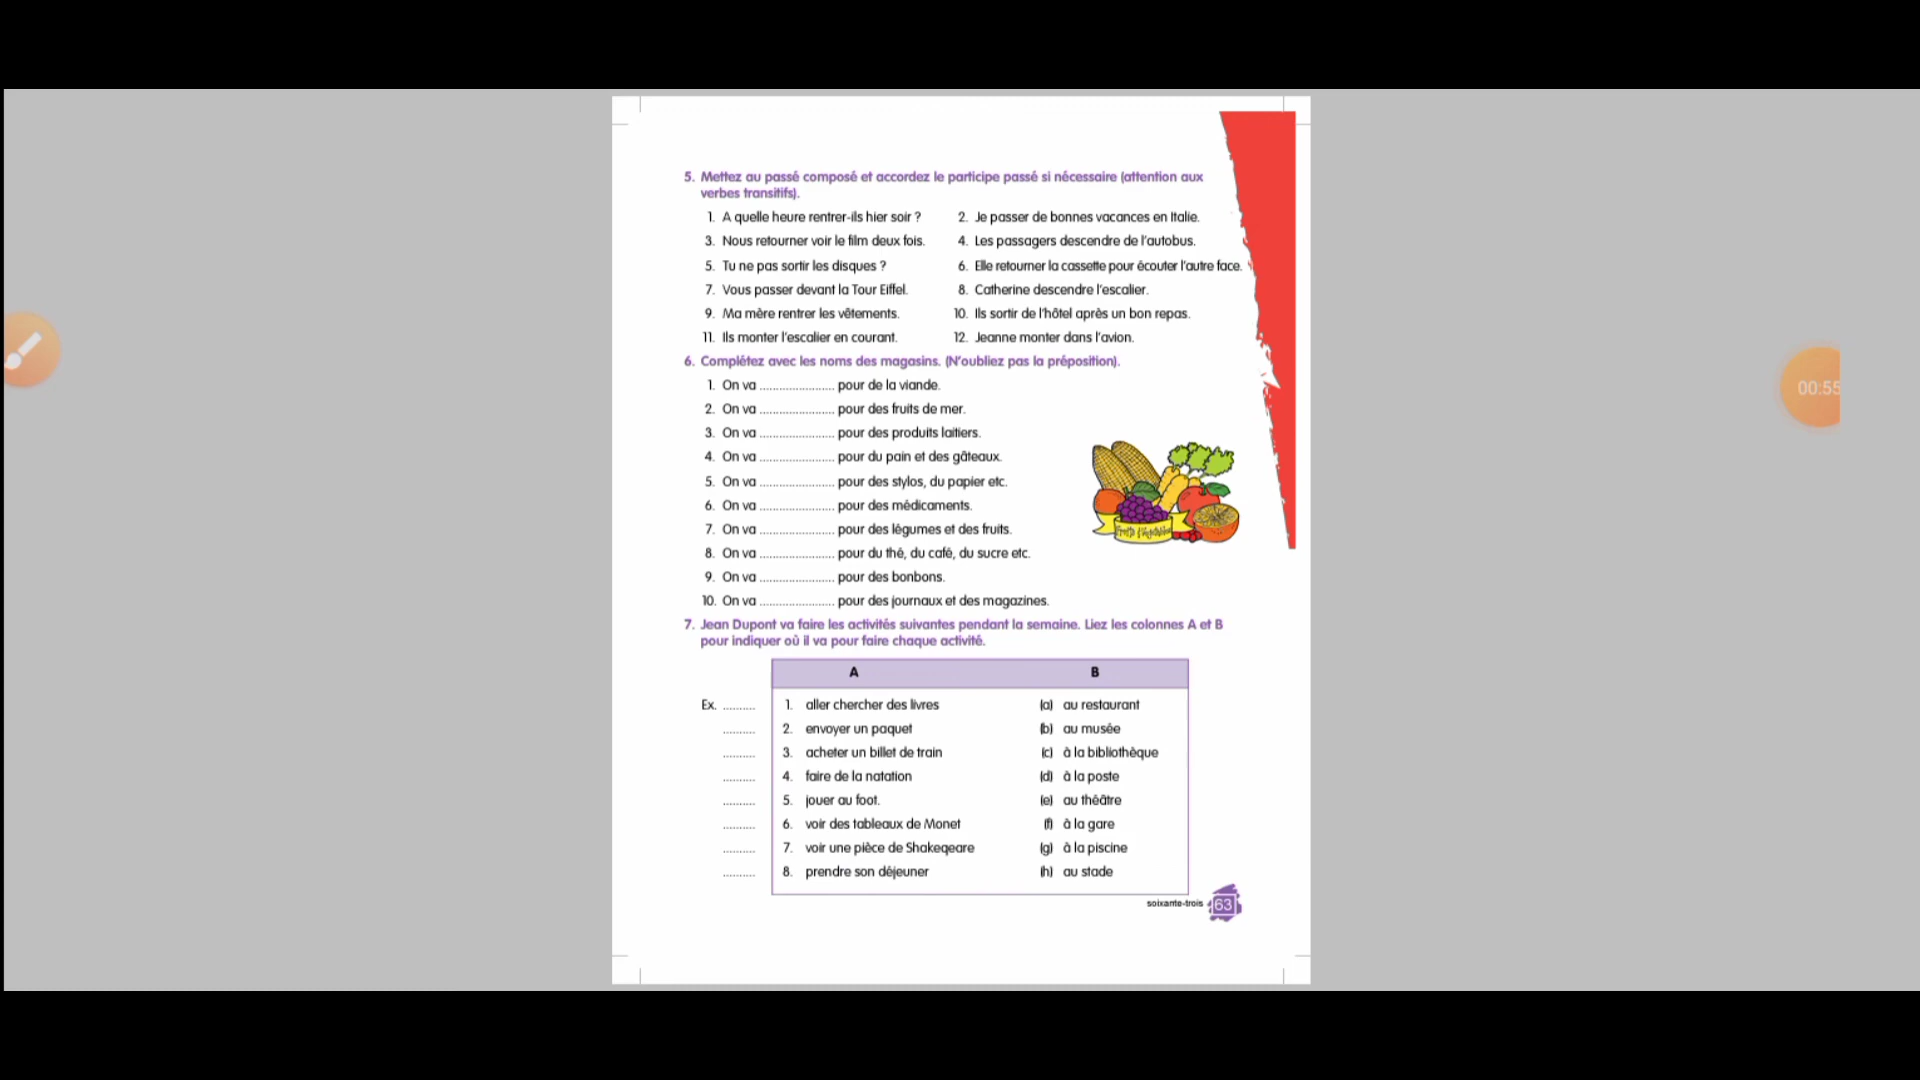 5. Mettez au passé composé et accordez le participe passé si nécessaire (attention aux
verbes transitifs).
1. A quelle heure rentrer-ils hier soir ?
2. Je passer de bonnes vacances en Italie.
3. Nous retourner voir le film deux fois.
4. Les passagers descendre de l'autobus.
5. Tu ne pas sortir les disques ?
6. Elle retourner la cassette pour écouter l'autre face.
7. Vous passer devant la Tour Eiffel.
8. Catherine descendre l'escalier.
9. Ma mère rentrer les vêtements.
10. Ils sortir de l'hôtel après un bon repas.
11. Ils monter l'escalier en courant.
12. Jeanne monter dans l'avion.
6. Complétez avec les noms des magasins. (N'oubliez pas la préposition).
1. On va ....................... pour de la viande.
2. On va ....................... pour des fruits de mer.
3. On va ....................... pour des produits laitiers.
4. On va ....................... pour du pain et des gâteaux.
5. On va ....................... pour des stylos, du papier etc.
6. On va ....................... pour des médicaments.
7. On va ....................... pour des légumes et des fruits.
8. On va ....................... pour du thé, du café, du sucre etc.
9. On va ....................... pour des bonbons.
10. On va ....................... pour des journaux et des magazines.
7. Jean Dupont va faire les activités suivantes pendant la semaine. Liez les colonnes A et B
pour indiquer où il va pour faire chaque activité.
A B
Ex. .......... 1. aller chercher des livres (a) au restaurant
.......... 2. envoyer un paquet (b) au musée
.......... 3. acheter un billet de train (c) à la bibliothèque
.......... 4. faire de la natation (d) à la poste
.......... 5. jouer au foot. (e) au théâtre
.......... 6. voir des tableaux de Monet (f) à la gare
.......... 7. voir une pièce de Shakeqeare (g) à la piscine
.......... 8. prendre son déjeuner (h) au stade
soixante-trois 63
00:55